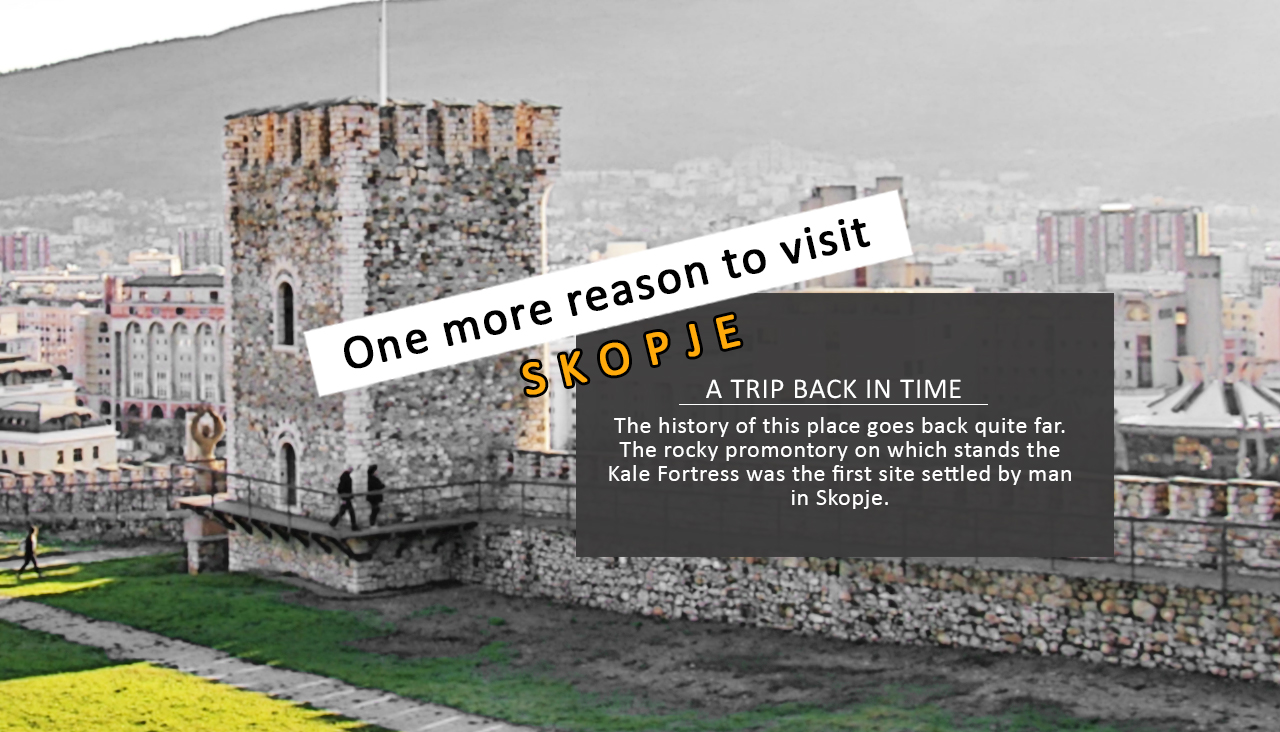 One more reason to visit
SKOPJE
A TRIP BACK IN TIME
The history of this place goes back quite far.
The rocky promontory on which stands the
Kale Fortress was the first site settled by man
in Skopje.